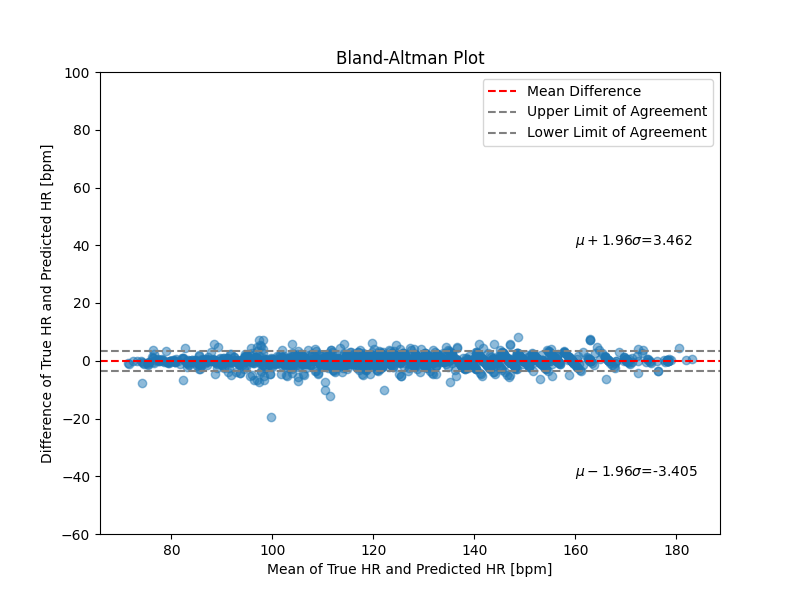 Bland-Altman Plot
Difference of True HR and Predicted HR [bpm]
100
80
60
40
20
0
−20
−40
−60
Mean Difference
Upper Limit of Agreement
Lower Limit of Agreement
μ + 1.96σ=3.462
μ − 1.96σ=-3.405
80 100 120 140 160 180
Mean of True HR and Predicted HR [bpm]